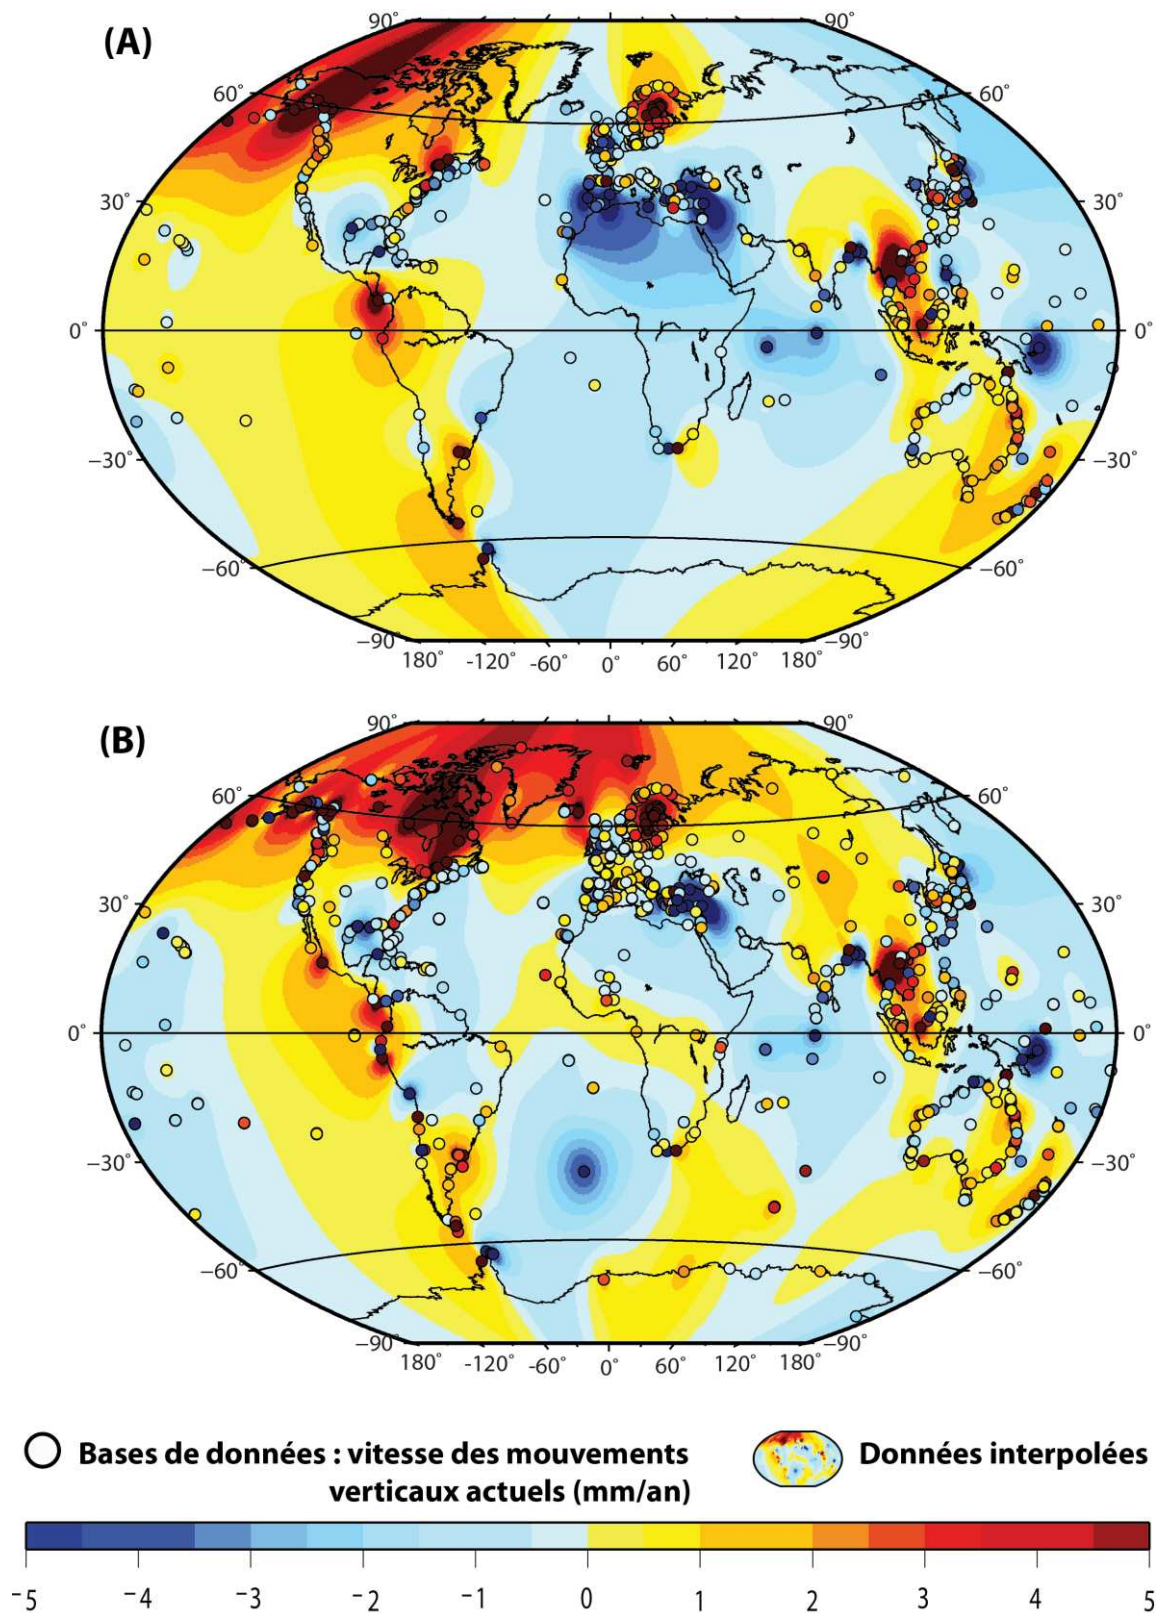 (A)
90° 90°
60° 60°
30° 30°
0° 0°
−30° −30°
−60° −60°
−90° −90°
180° -120° -60° 0° 60° 120° 180°
(B)
90° 90°
60° 60°
30° 30°
0° 0°
−30° −30°
−60° −60°
−90° −90°
180° -120° -60° 0° 60° 120° 180°
Bases de données : vitesse des mouvements
verticaux actuels (mm/an)
Données interpolées
−5 −4 −3 −2 −1 0 1 2 3 4 5